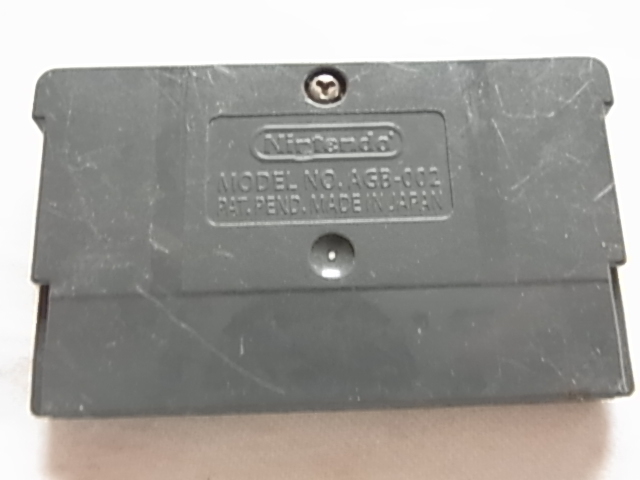 Nintendo
MODEL NO. AGB-002
PAT. PEND. MADE IN JAPAN